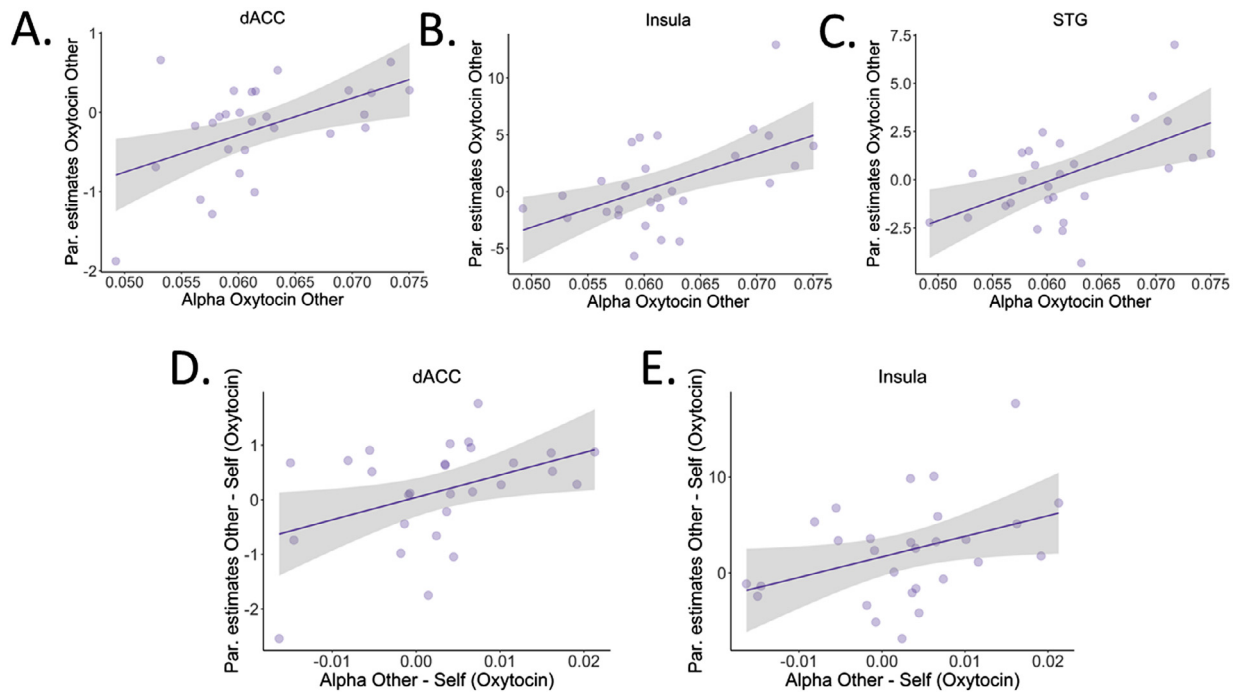 A.
dACC
Par. estimates Oxytocin Other
1
0
-1
-2
0.050 0.055 0.060 0.065 0.070 0.075
Alpha Oxytocin Other
B.
Insula
Par. estimates Oxytocin Other
10
5
0
-5
0.050 0.055 0.060 0.065 0.070 0.075
Alpha Oxytocin Other
C.
STG
Par. estimates Oxytocin Other
7.5
5.0
2.5
0.0
-2.5
0.050 0.055 0.060 0.065 0.070 0.075
Alpha Oxytocin Other
D.
dACC
Par. estimates Other - Self (Oxytocin)
1
0
-1
-2
-0.01 0.00 0.01 0.02
Alpha Other - Self (Oxytocin)
E.
Insula
Par. estimates Other - Self (Oxytocin)
10
0
-0.01 0.00 0.01 0.02
Alpha Other - Self (Oxytocin)